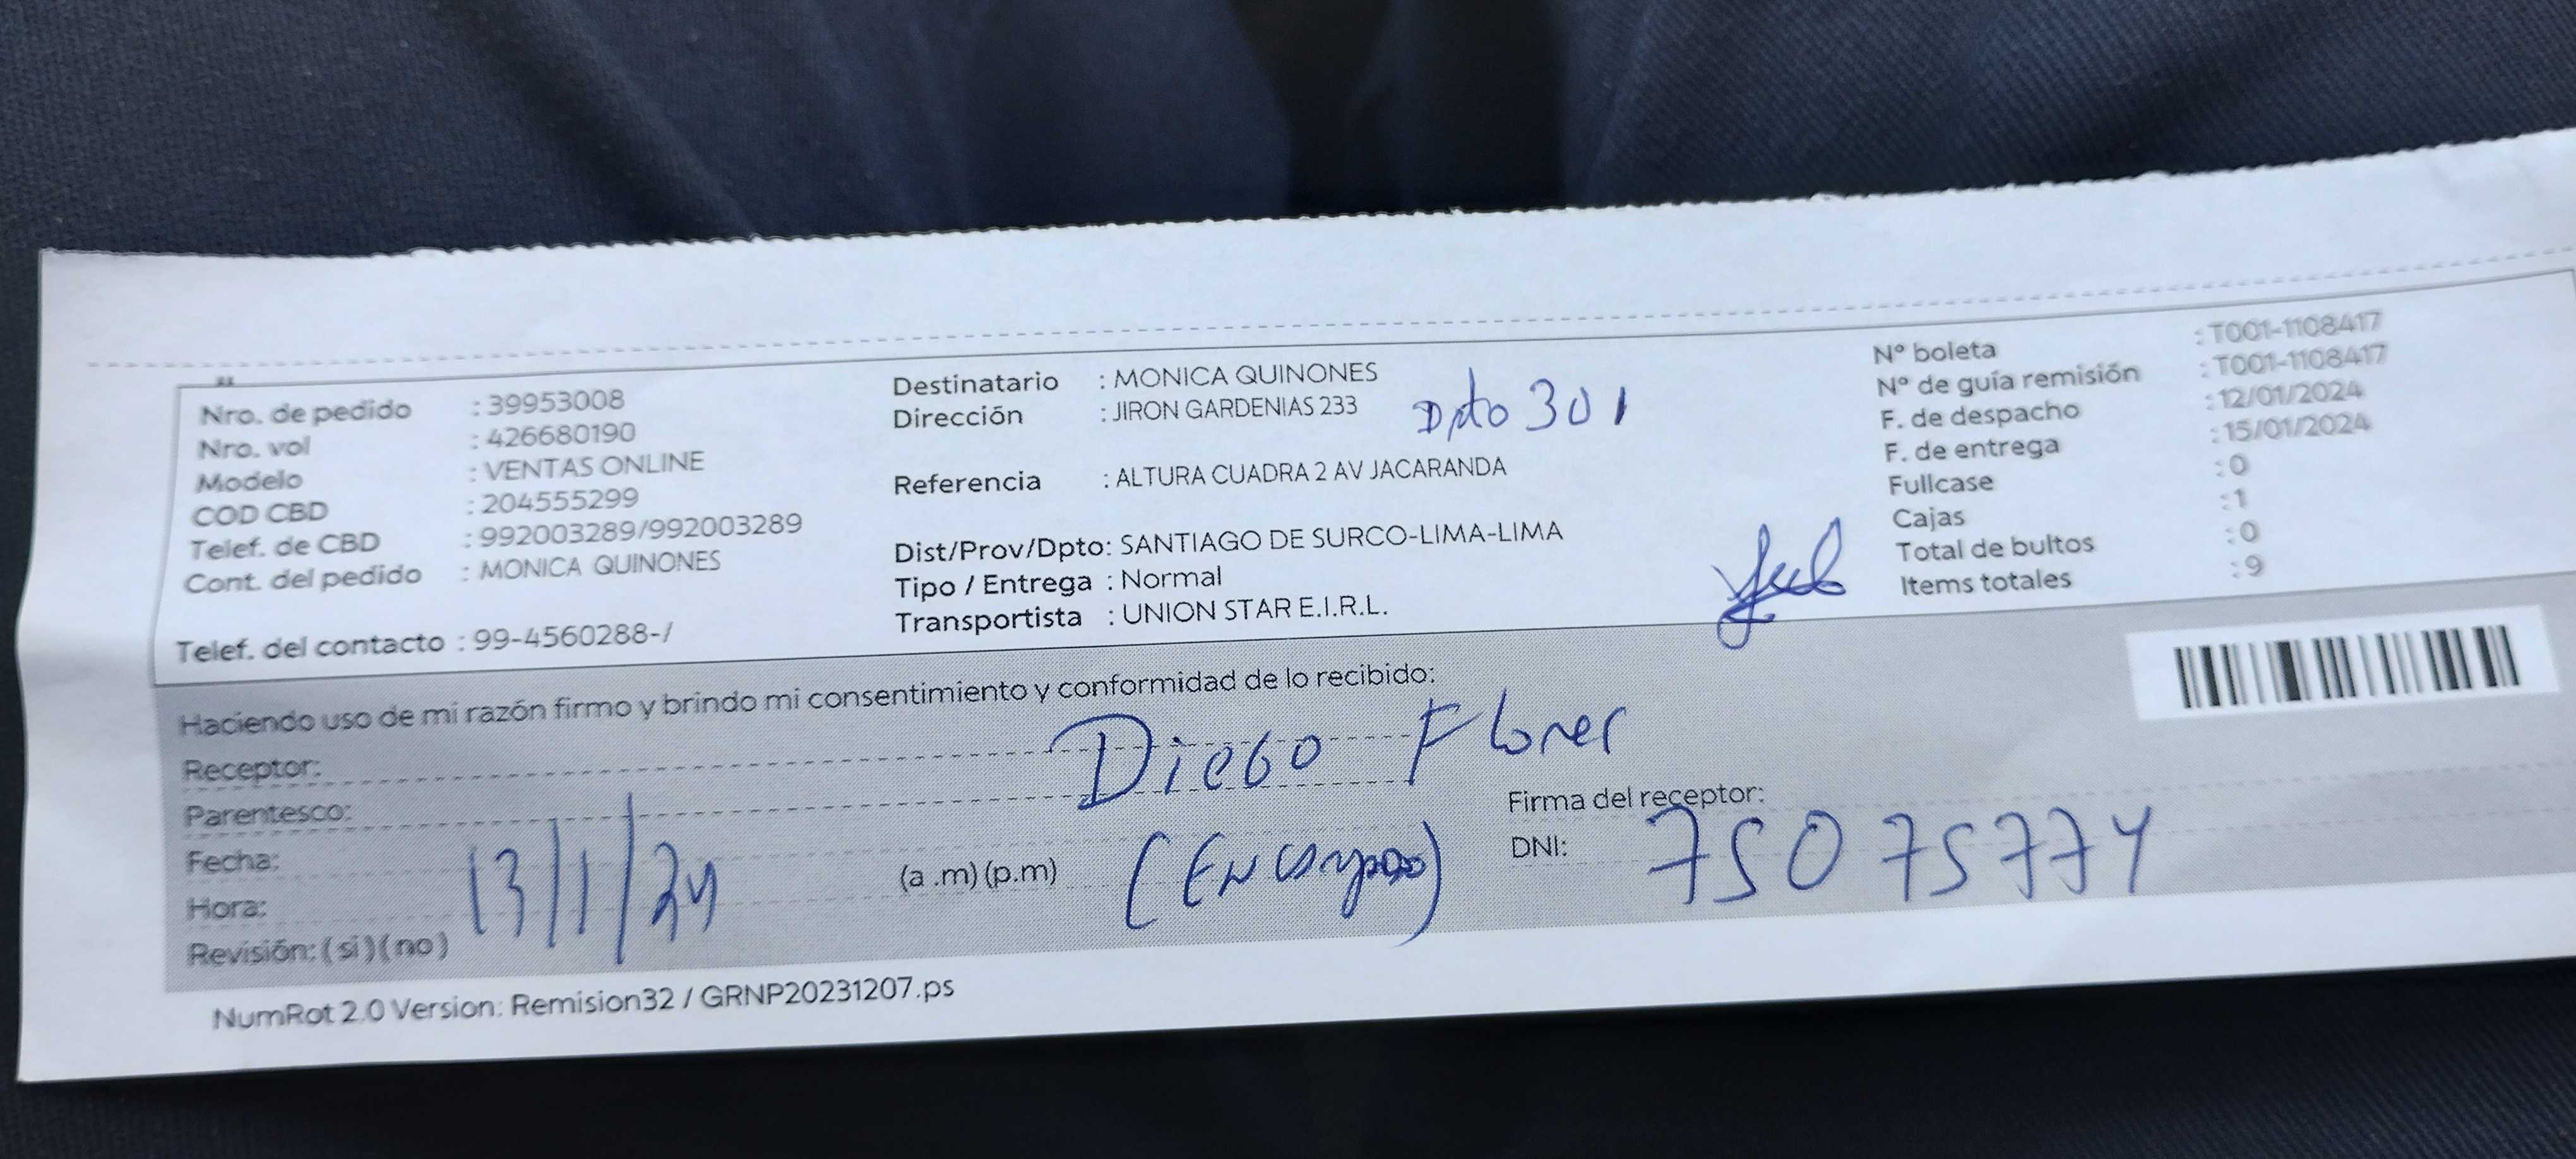 Nro. de pedido : 39953008
Nro. vol : 426680190
Modelo : VENTAS ONLINE
COD CBD : 204555299
Telef. de CBD : 992003289/992003289
Cont. del pedido : MONICA QUINONES
Telef. del contacto : 99-4560288-/
Destinatario : MONICA QUINONES
Dirección : JIRON GARDENIAS 233 Dpto 301
Referencia : ALTURA CUADRA 2 AV JACARANDA
Dist/Prov/Dpto: SANTIAGO DE SURCO-LIMA-LIMA
Tipo / Entrega : Normal
Transportista : UNION STAR E.I.R.L.
N° boleta : T001-1108417
N° de guía remisión : T001-1108417
F. de despacho : 12/01/2024
F. de entrega : 15/01/2024
Fullcase : 0
Cajas : 1
Total de bultos : 0
Items totales : 9
Haciendo uso de mi razón firmo y brindo mi consentimiento y conformidad de lo recibido:
Receptor: Diego Flores
Parentesco:
Fecha: 13/1/24
Hora: (a .m) (p.m)
Revisión: (si) (no)
Firma del receptor:
DNI: 75075774
NumRot 2.0 Version: Remision32 / GRNP20231207.ps